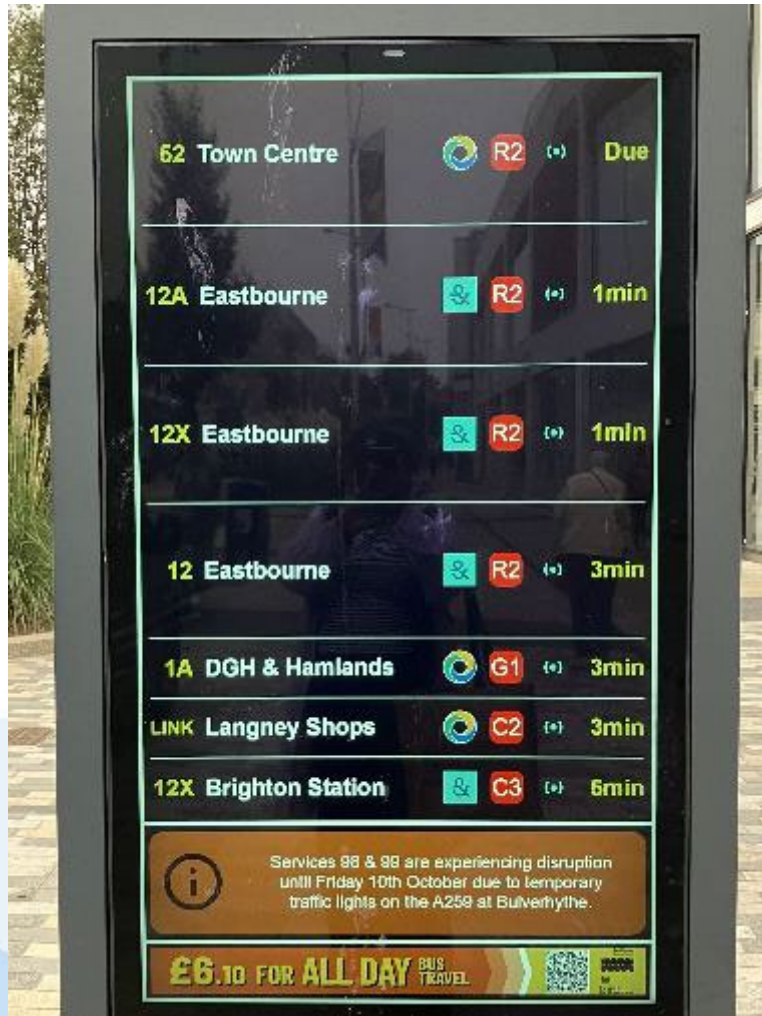 52 Town Centre R2 Due
12A Eastbourne & R2 1min
12X Eastbourne & R2 1min
12 Eastbourne & R2 3min
1A DGH & Hamlands G1 3min
LINK Langney Shops C2 3min
12X Brighton Station & C3 6min
Services 98 & 99 are experiencing disruption
until Friday 10th October due to temporary
traffic lights on the A259 at Bulverhythe.
£6.10 FOR ALL DAY BUS TRAVEL